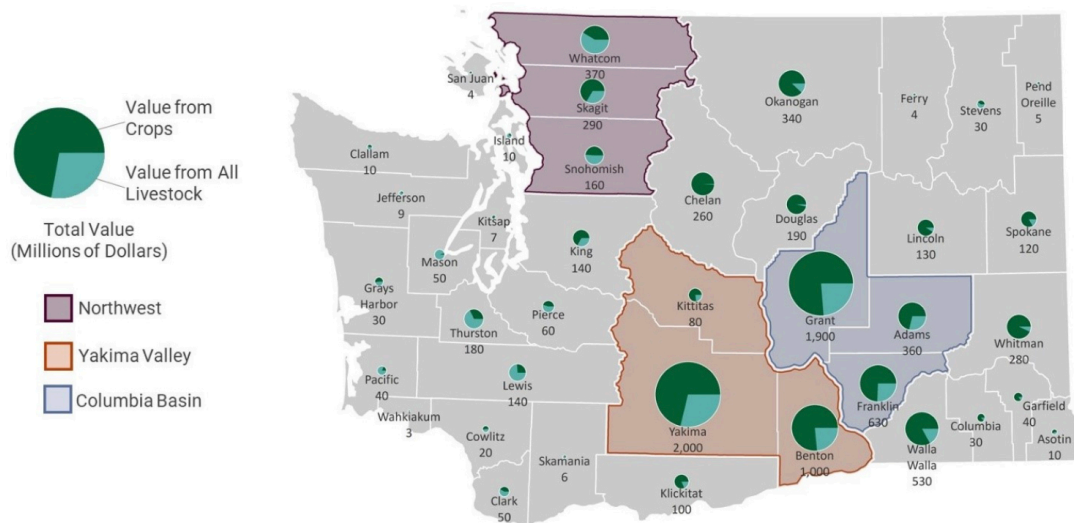 Value from
Crops
Value from All
Livestock
Total Value
(Millions of Dollars)
Northwest
Yakima Valley
Columbia Basin
Whatcom
370
San Juan
4
Skagit
290
Okanogan
340
Ferry
4
Stevens
30
Pend
Oreille
5
Island
10
Clallam
10
Snohomish
160
Jefferson
9
Chelan
260
Douglas
190
Kitsap
7
King
140
Lincoln
130
Spokane
120
Mason
50
Grays
Harbor
30
Kittitas
80
Grant
1,900
Adams
360
Whitman
280
Thurston
180
Pierce
60
Pacific
40
Lewis
140
Wahkiakum
3
Cowlitz
20
Yakima
2,000
Benton
1,000
Franklin
630
Walla
Walla
530
Columbia
30
Garfield
40
Asotin
10
Skamania
6
Clark
50
Klickitat
100